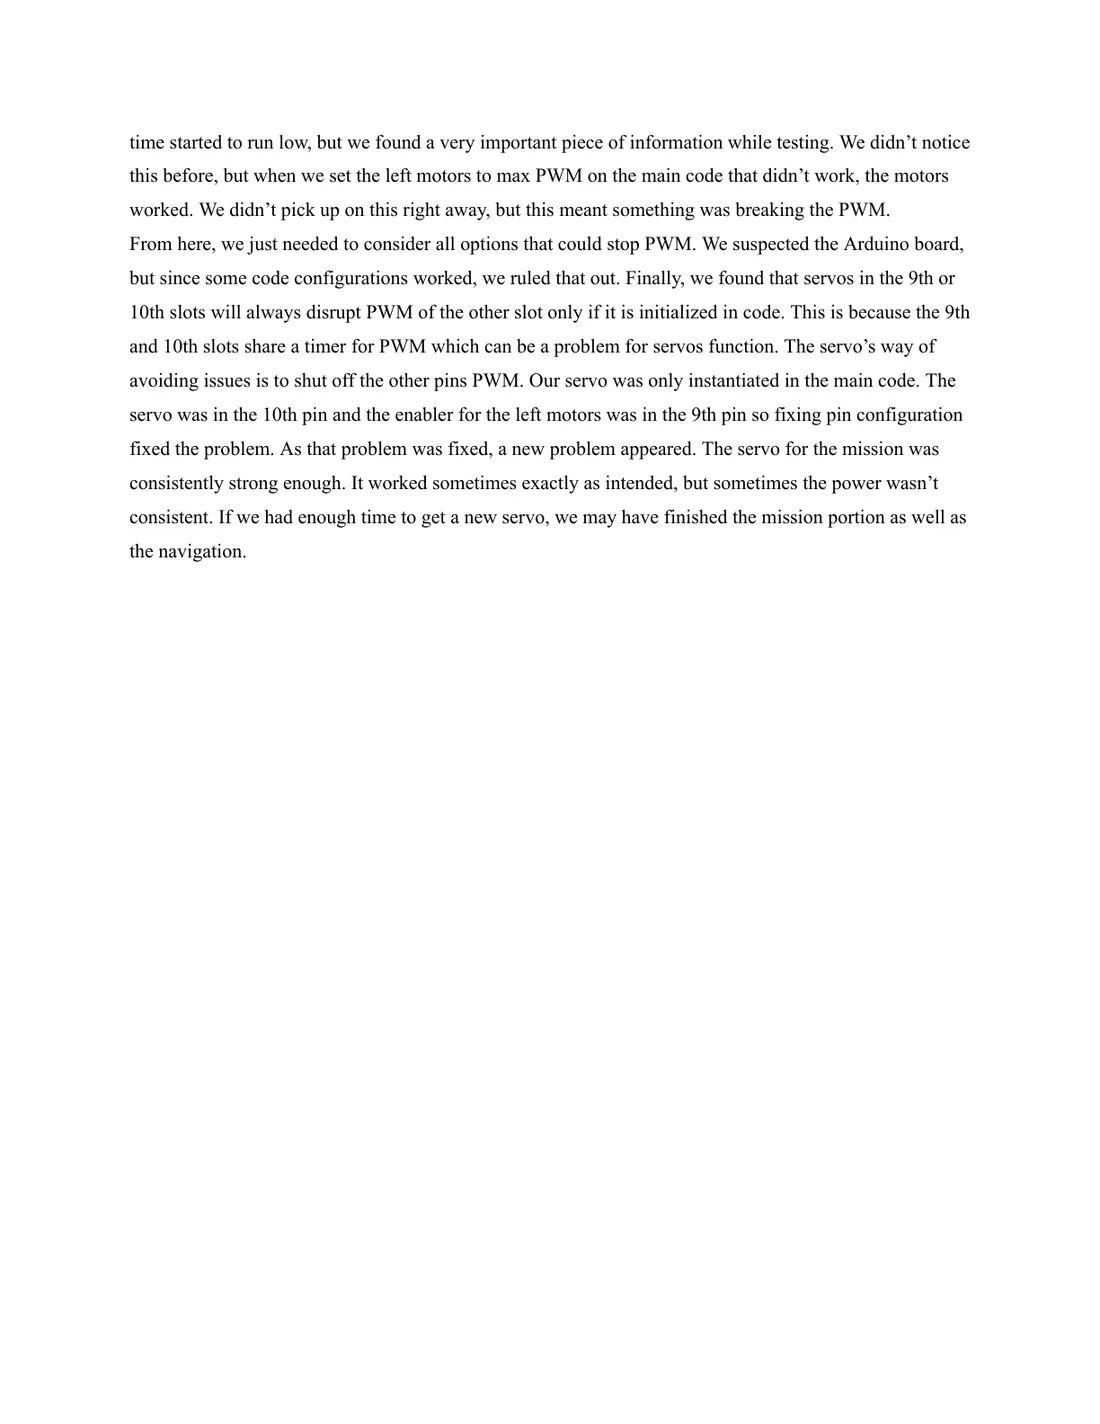 time started to run low, but we found a very important piece of information while testing. We didn’t notice
this before, but when we set the left motors to max PWM on the main code that didn’t work, the motors
worked. We didn’t pick up on this right away, but this meant something was breaking the PWM.
From here, we just needed to consider all options that could stop PWM. We suspected the Arduino board,
but since some code configurations worked, we ruled that out. Finally, we found that servos in the 9th or
10th slots will always disrupt PWM of the other slot only if it is initialized in code. This is because the 9th
and 10th slots share a timer for PWM which can be a problem for servos function. The servo’s way of
avoiding issues is to shut off the other pins PWM. Our servo was only instantiated in the main code. The
servo was in the 10th pin and the enabler for the left motors was in the 9th pin so fixing pin configuration
fixed the problem. As that problem was fixed, a new problem appeared. The servo for the mission was
consistently strong enough. It worked sometimes exactly as intended, but sometimes the power wasn’t
consistent. If we had enough time to get a new servo, we may have finished the mission portion as well as
the navigation.